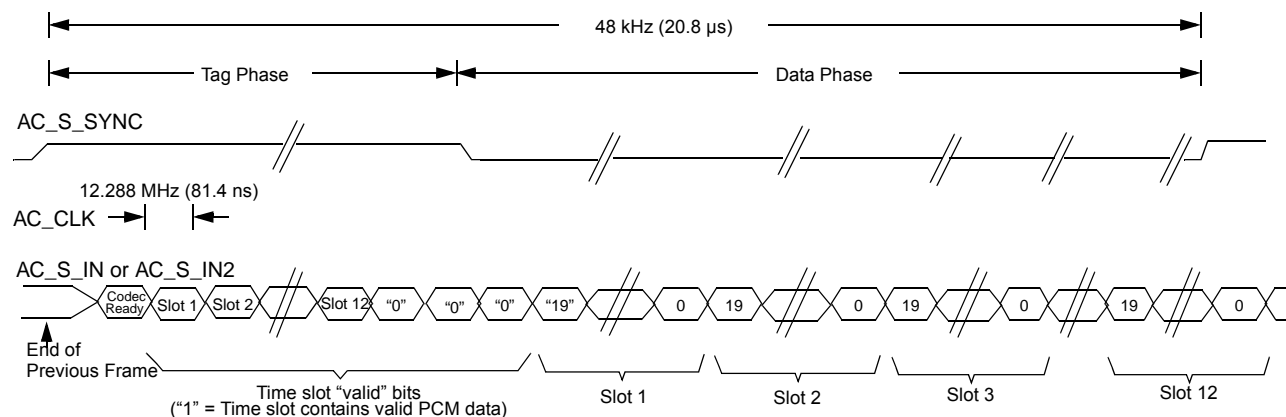 48 kHz (20.8 µs)
Tag Phase
Data Phase
AC_S_SYNC
12.288 MHz (81.4 ns)
AC_CLK
AC_S_IN or AC_S_IN2
Codec
Ready
Slot 1
Slot 2
Slot 12
“0”
“0”
“0”
“19”
0
19
0
19
0
19
0
End of
Previous Frame
Time slot “valid” bits
(“1” = Time slot contains valid PCM data)
Slot 1
Slot 2
Slot 3
Slot 12